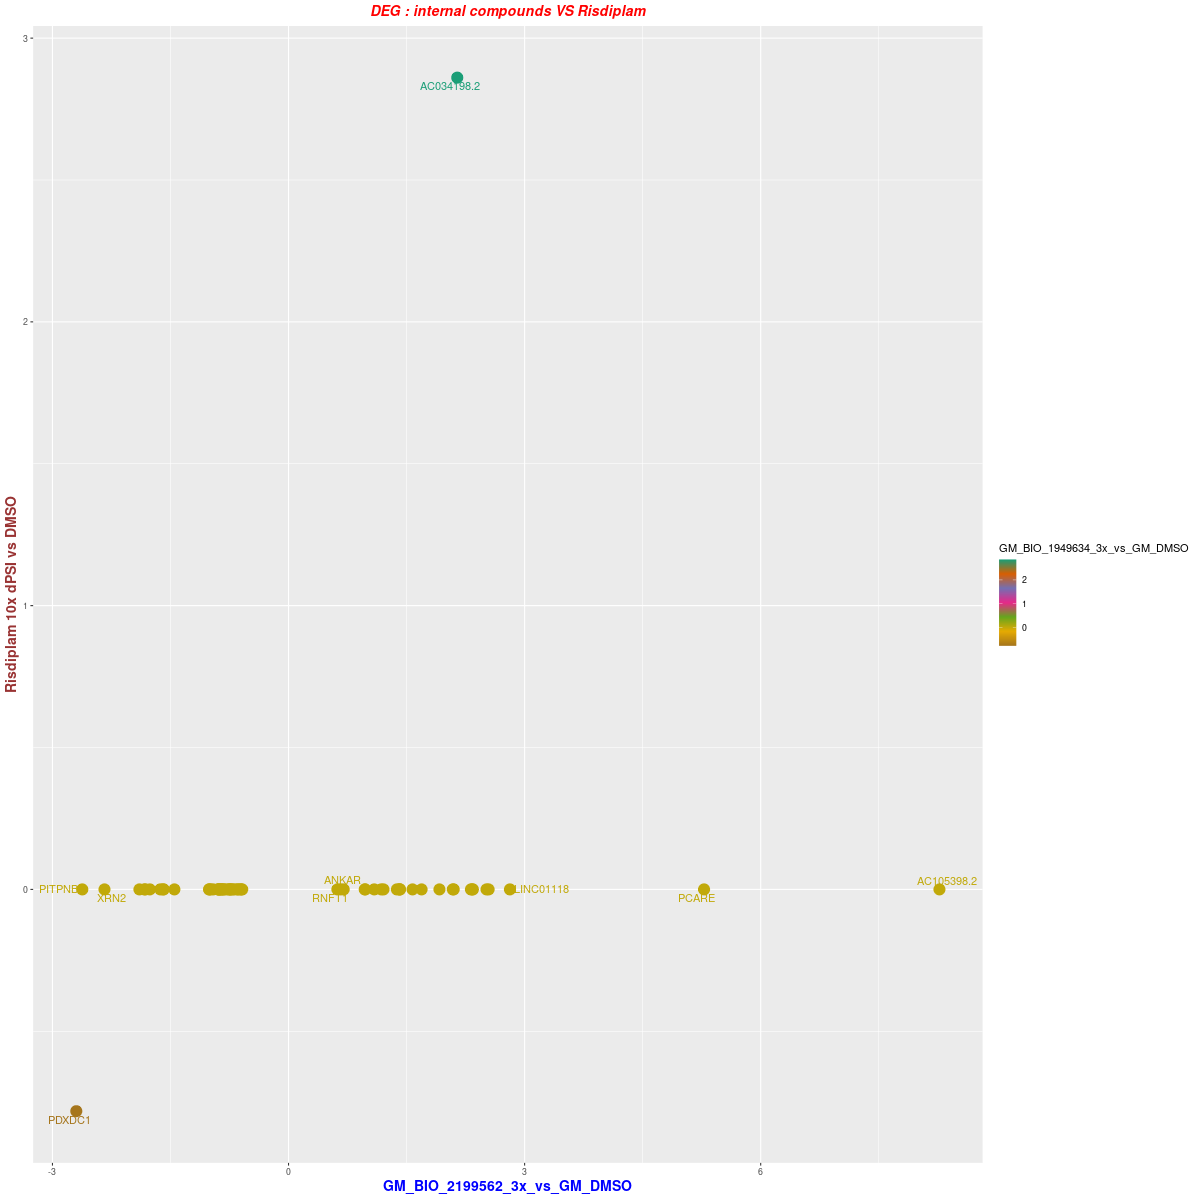 DEG : internal compounds VS Risdiplam
3
AC034198.2
2
Risdiplam 10x dPSI vs DMSO
GM_BIO_1949634_3x_vs_GM_DMSO
2
1
0
1
ANKAR
AC105398.2
0
PITPNB
LINC01118
XRN2
RNFT1
PCARE
PDXDC1
-3
0
3
6
GM_BIO_2199562_3x_vs_GM_DMSO